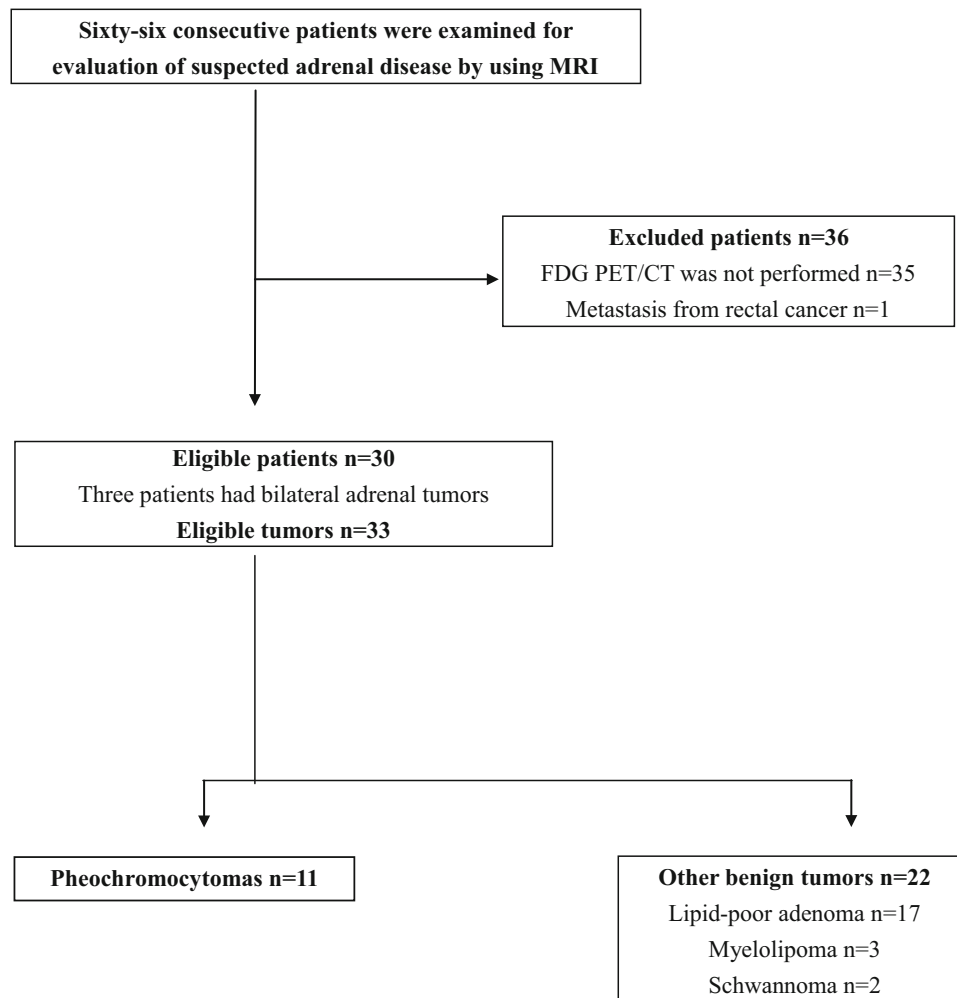 Sixty-six consecutive patients were examined for
evaluation of suspected adrenal disease by using MRI
Excluded patients n=36
FDG PET/CT was not performed n=35
Metastasis from rectal cancer n=1
Eligible patients n=30
Three patients had bilateral adrenal tumors
Eligible tumors n=33
Pheochromocytomas n=11
Other benign tumors n=22
Lipid-poor adenoma n=17
Myelolipoma n=3
Schwannoma n=2